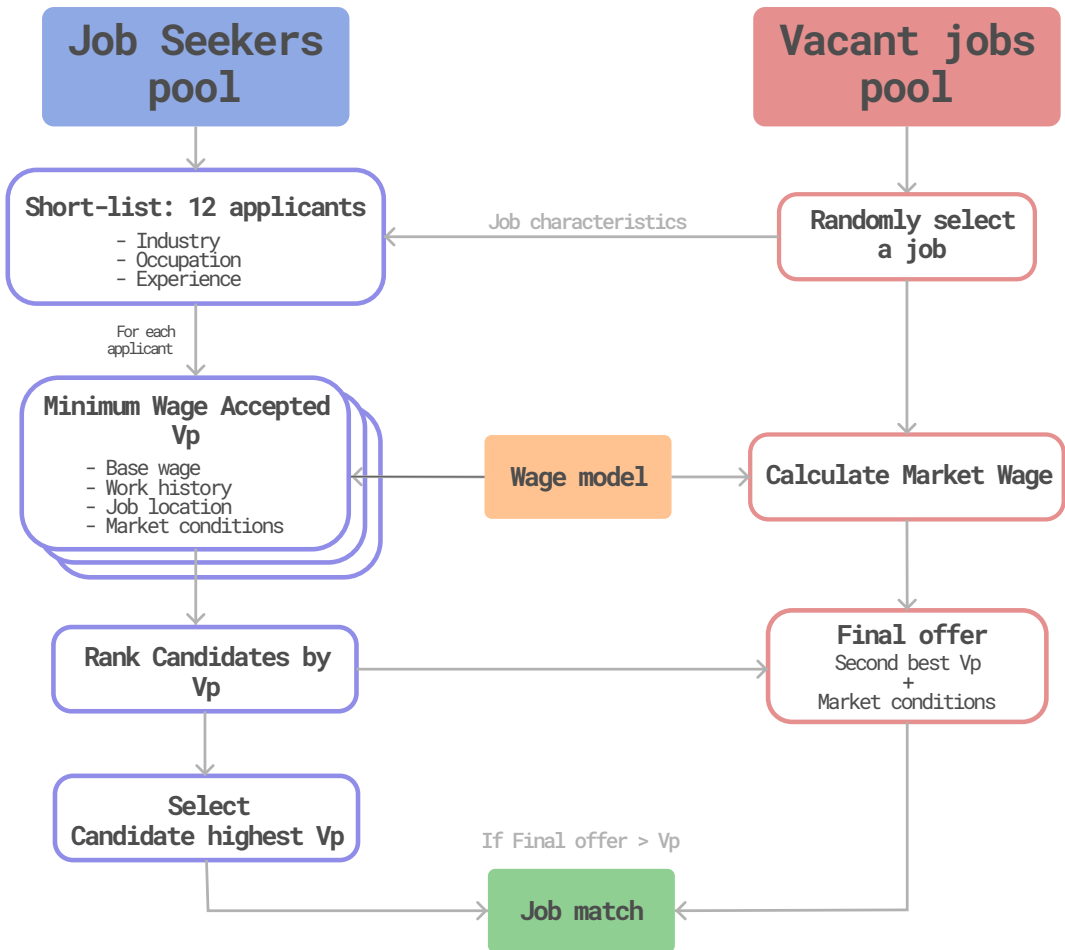 Job Seekers
pool
Vacant jobs
pool
Short-list: 12 applicants
- Industry
- Occupation
- Experience
Job characteristics
Randomly select
a job
For each
applicant
Minimum Wage Accepted
Vp
- Base wage
- Work history
- Job location
- Market conditions
Wage model
Calculate Market Wage
Rank Candidates by
Vp
Final offer
Second best Vp
+
Market conditions
Select
Candidate highest Vp
If Final offer > Vp
Job match